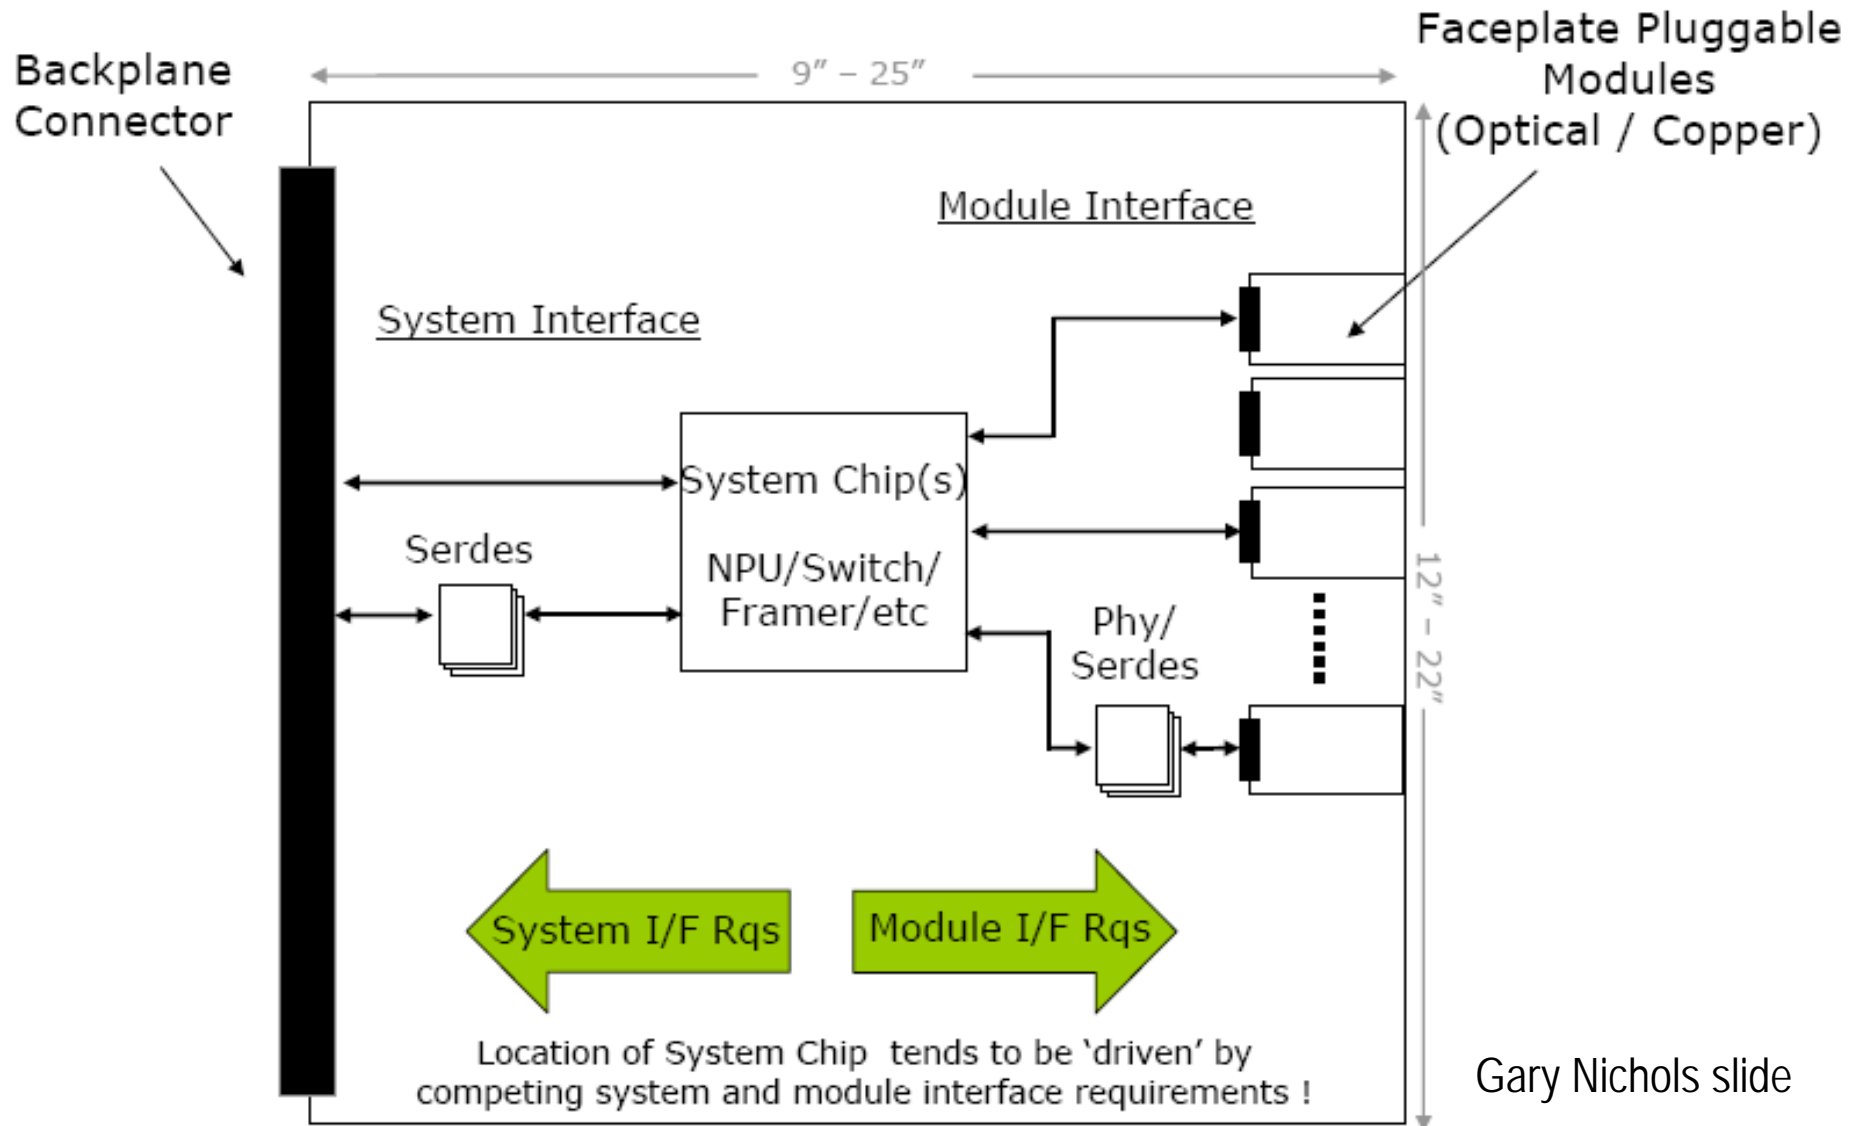 Backplane
Connector
9” – 25”
Faceplate Pluggable
Modules
(Optical / Copper)
Module Interface
System Interface
System Chip(s)
NPU/Switch/
Framer/etc
Serdes
Phy/
Serdes
12” – 22”
System I/F Rqs
Module I/F Rqs
Location of System Chip tends to be ‘driven’ by
competing system and module interface requirements !
Gary Nichols slide